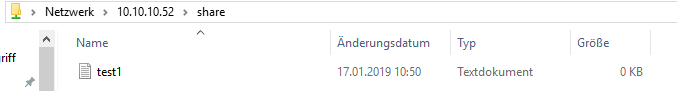 Netzwerk > 10.10.10.52 > share
Name Änderungsdatum Typ Größe
riff
test1 17.01.2019 10:50 Textdokument 0 KB